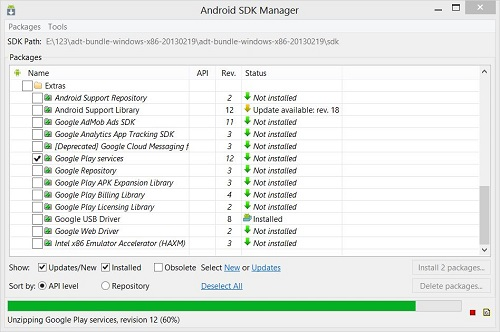 Android SDK Manager
Packages Tools
SDK Path: E:\123\adt-bundle-windows-x86-20130219\adt-bundle-windows-x86-20130219\sdk
Packages
Name API Rev. Status
Extras
Android Support Repository 2 Not installed
Android Support Library 12 Update available: rev. 18
Google AdMob Ads SDK 11 Not installed
Google Analytics App Tracking SDK 3 Not installed
[Deprecated] Google Cloud Messaging f 3 Not installed
Google Play services 12 Not installed
Google Repository 3 Not installed
Google Play APK Expansion Library 3 Not installed
Google Play Billing Library 4 Not installed
Google Play Licensing Library 2 Not installed
Google USB Driver 8 Installed
Google Web Driver 2 Not installed
Intel x86 Emulator Accelerator (HAXM) 3 Not installed
Show: Updates/New Installed Obsolete Select New or Updates Install 2 packages...
Sort by: API level Repository Deselect All Delete packages...
Unzipping Google Play services, revision 12 (60%)